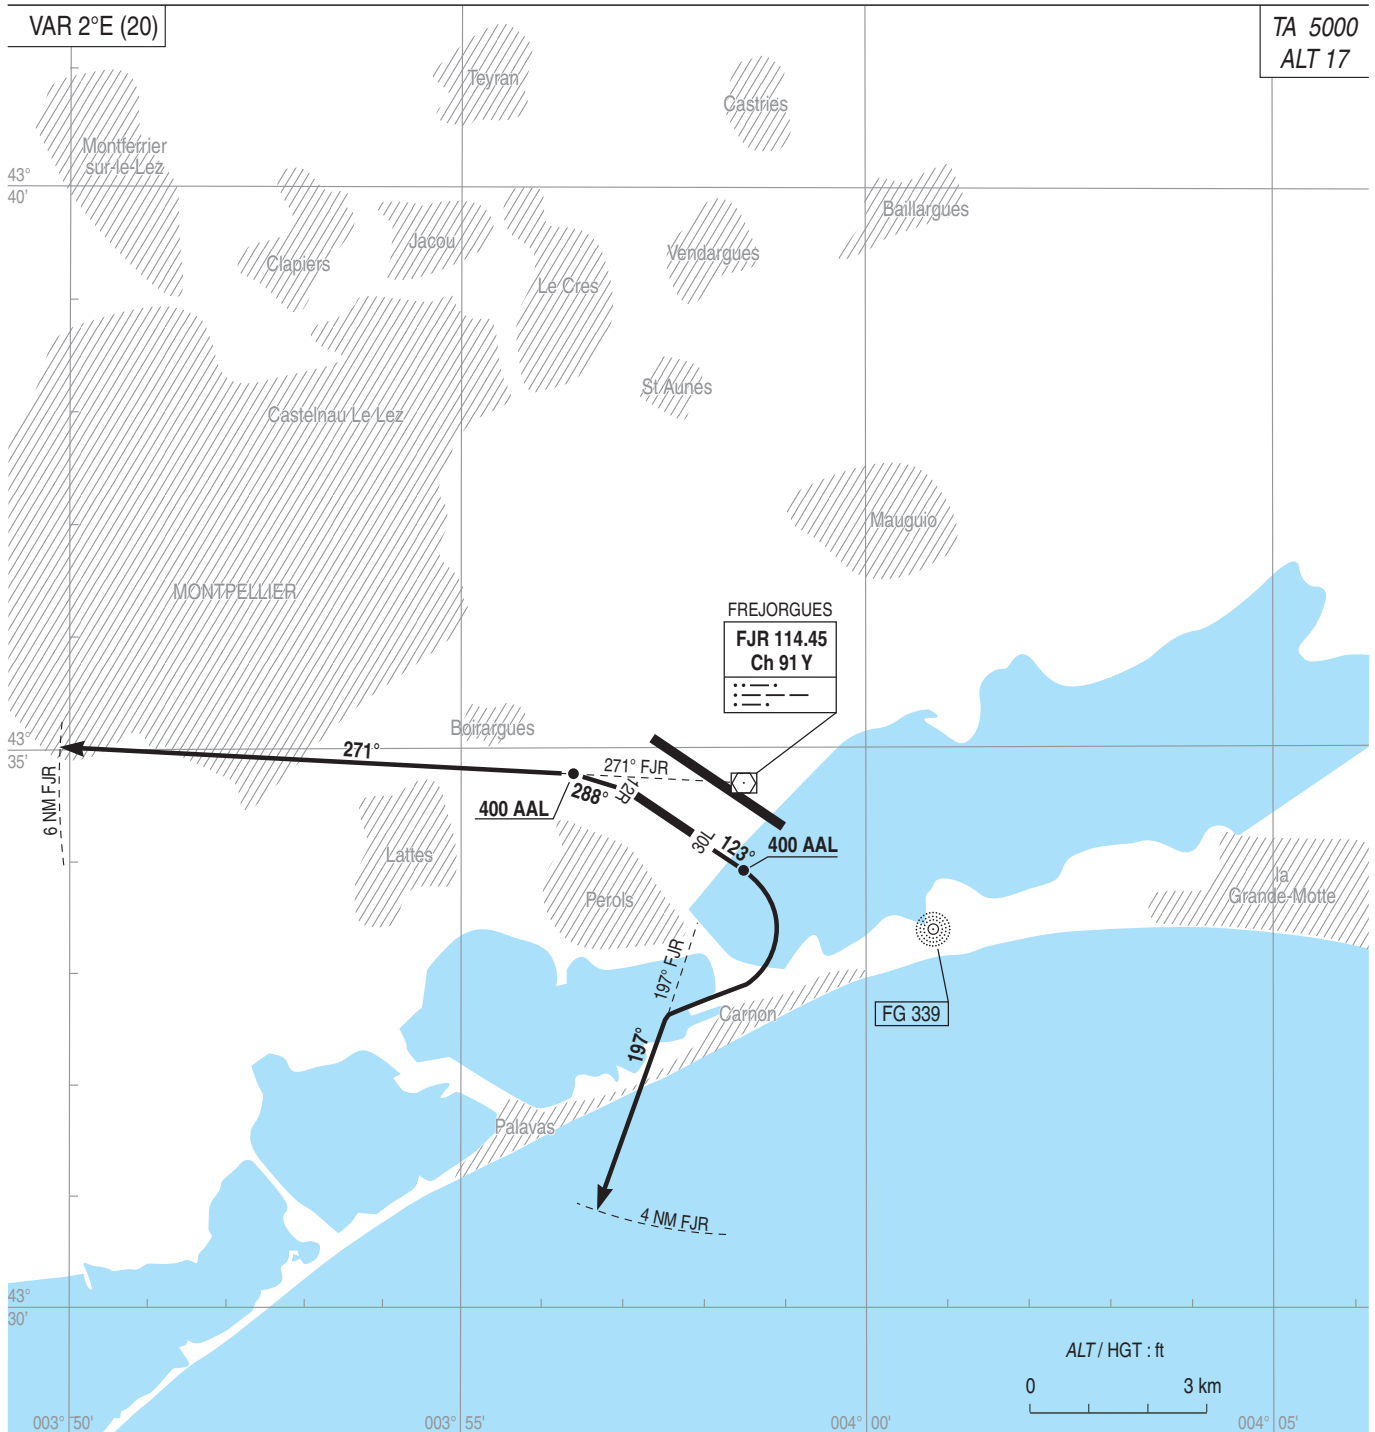 VAR 2°E (20)
TA 5000
ALT 17
Teyran
Castries
Montferrier
sur-le-Lez
43°
40'
Baillargues
Jacou
Vendargues
Clapiers
Le Cres
St Aunes
Castelnau Le Lez
Mauguio
MONTPELLIER
FREJORGUES
FJR 114.45
Ch 91 Y
Boirargues
43°
35'
271°
271° FJR
6 NM FJR
288°
12R
400 AAL
30L
123°
400 AAL
Lattes
Perols
la
Grande-Motte
197° FJR
Carnon
FG 339
197°
Palavas
4 NM FJR
43°
30'
ALT / HGT : ft
0 3 km
003° 50' 003° 55' 004° 00' 004° 05'